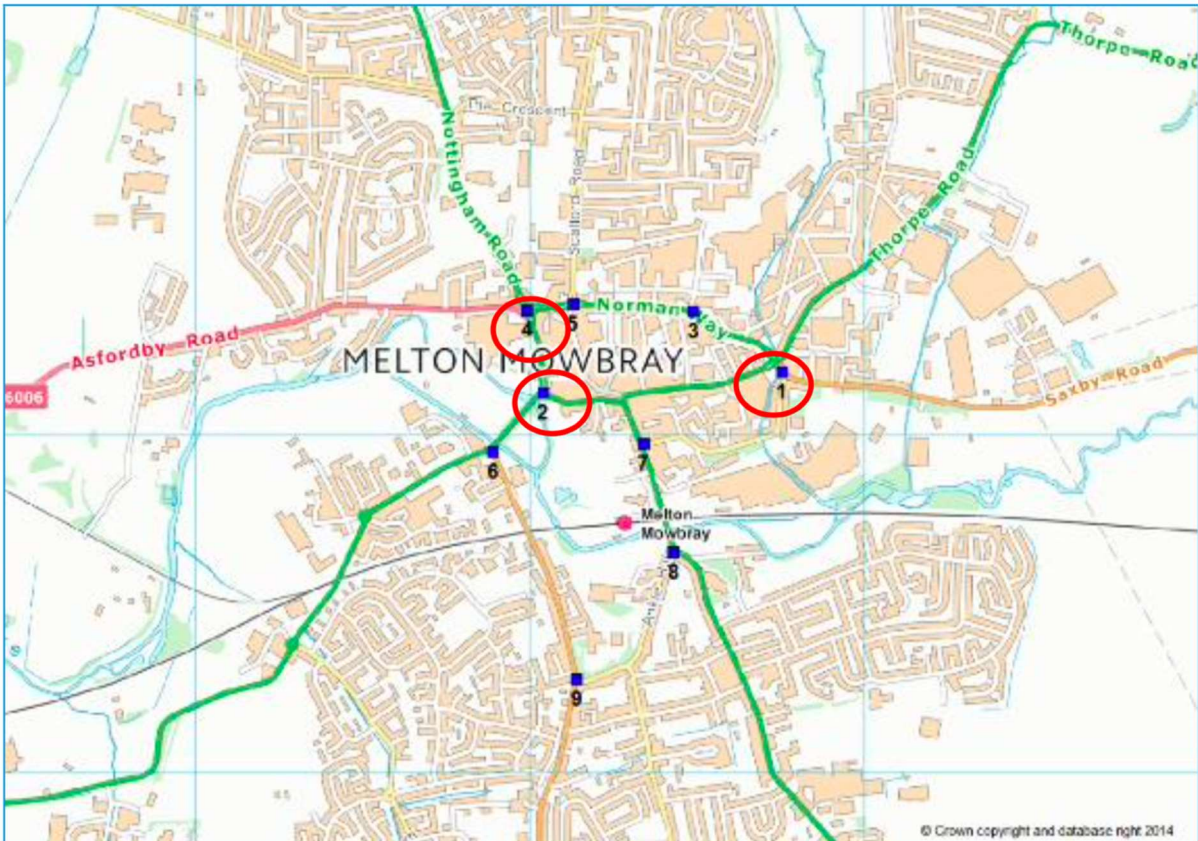 Thorpe Road
Pie Crescent
Nottingham Road
Scalford Road
Thorpe Road
4
5
Norman Way
3
Asfordby Road
MELTON MOWBRAY
6006
1
Saxby Road
2
6
7
Melton
Mowbray
8
9
© Crown copyright and database right 2014